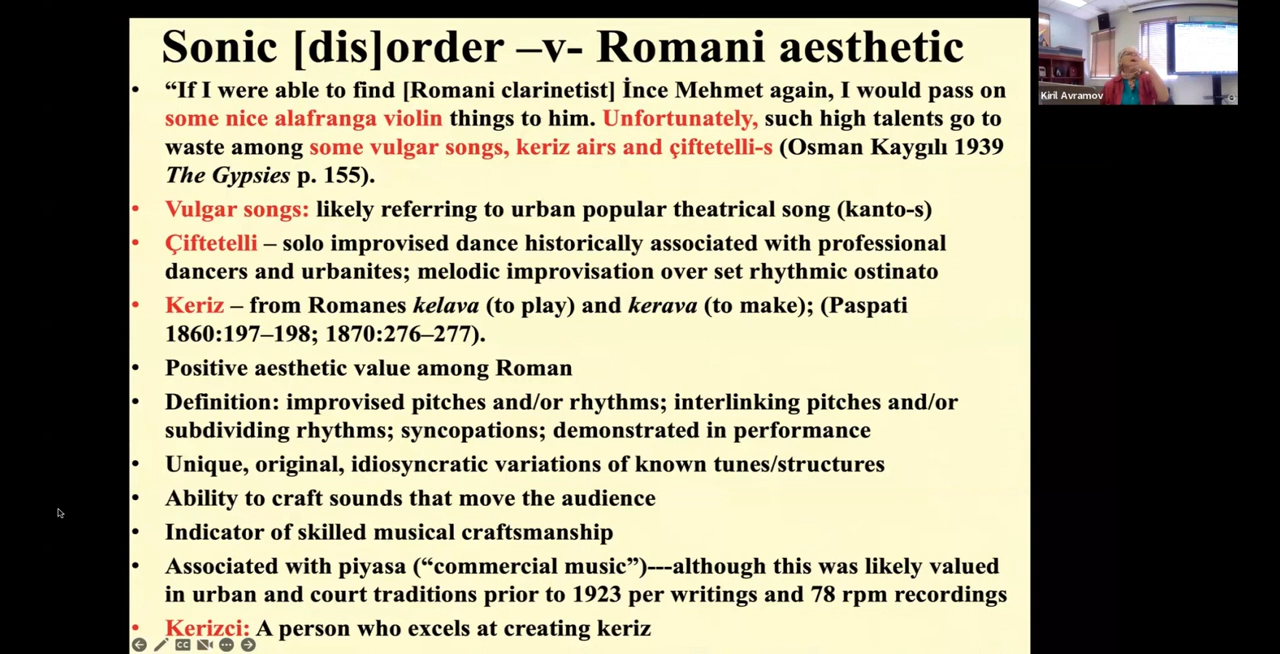 Sonic [dis]order –v- Romani aesthetic
• “If I were able to find [Romani clarinetist] İnce Mehmet again, I would pass on
some nice alafranga violin things to him. Unfortunately, such high talents go to
waste among some vulgar songs, keriz airs and çiftetelli-s (Osman Kaygılı 1939
The Gypsies p. 155).
• Vulgar songs: likely referring to urban popular theatrical song (kanto-s)
• Çiftetelli – solo improvised dance historically associated with professional
dancers and urbanites; melodic improvisation over set rhythmic ostinato
• Keriz – from Romanes kelava (to play) and kerava (to make); (Paspati
1860:197–198; 1870:276–277).
• Positive aesthetic value among Roman
• Definition: improvised pitches and/or rhythms; interlinking pitches and/or
subdividing rhythms; syncopations; demonstrated in performance
• Unique, original, idiosyncratic variations of known tunes/structures
• Ability to craft sounds that move the audience
• Indicator of skilled musical craftsmanship
• Associated with piyasa (“commercial music”)---although this was likely valued
in urban and court traditions prior to 1923 per writings and 78 rpm recordings
• Kerizci: A person who excels at creating keriz
CC
Kiril Avramov